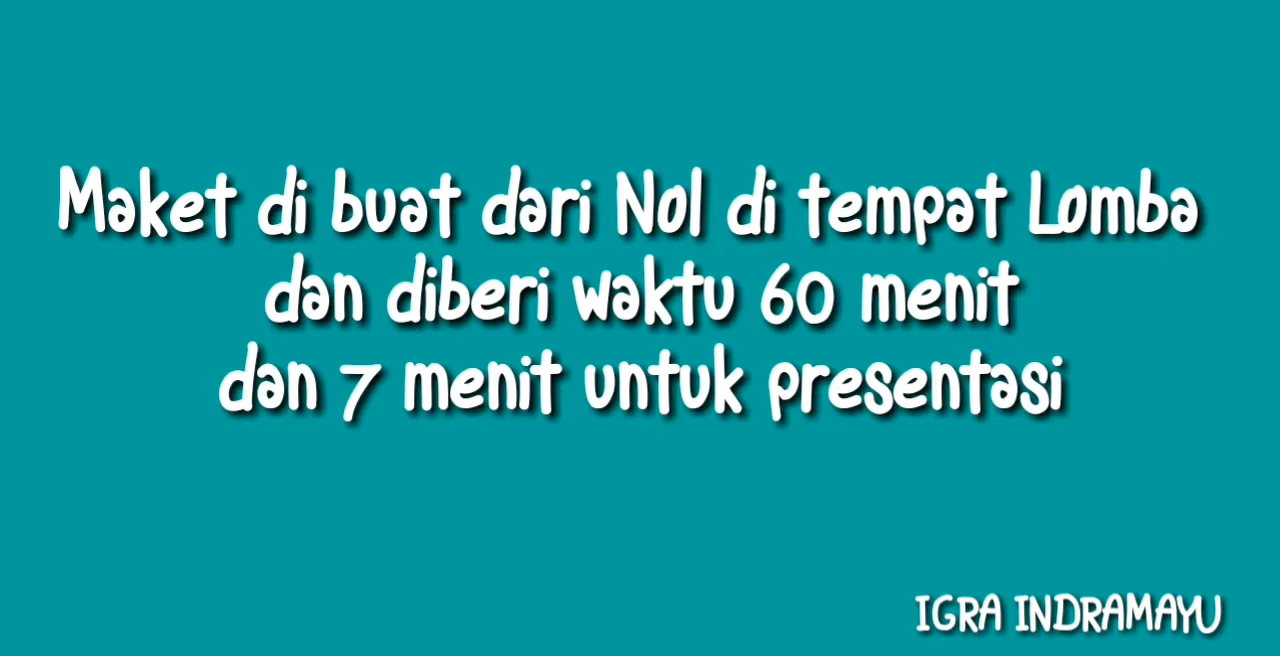 Maket di buat dari Nol di tempat Lomba
dan diberi waktu 60 menit
dan 7 menit untuk presentasi
IGRA INDRAMAYU